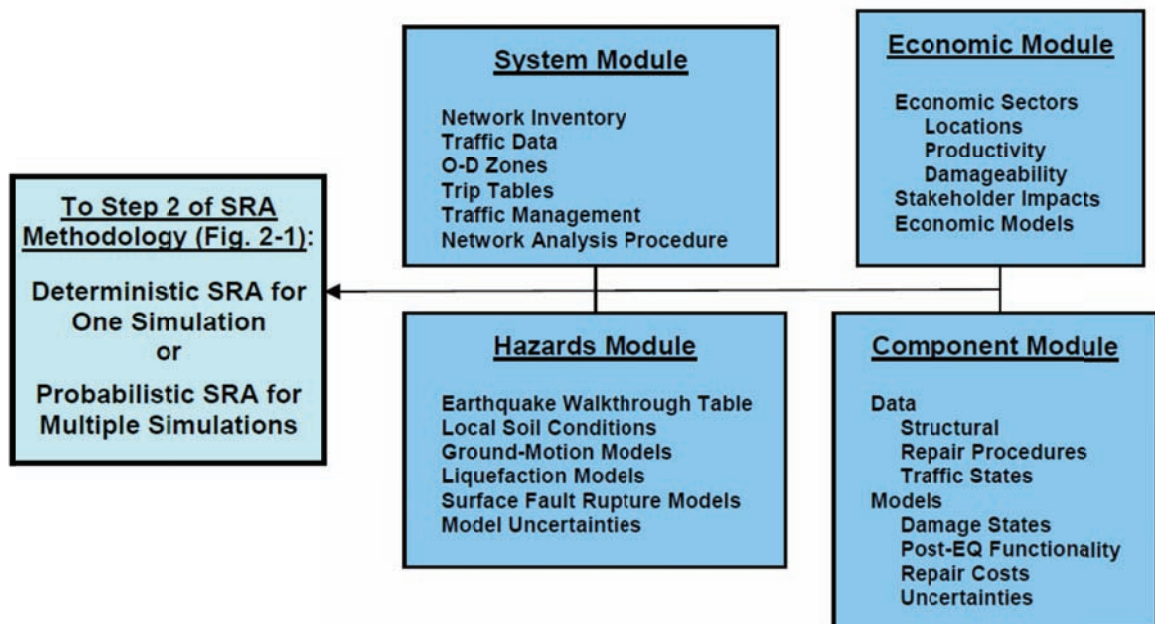 To Step 2 of SRA
Methodology (Fig. 2-1):
Deterministic SRA for
One Simulation
or
Probabilistic SRA for
Multiple Simulations
System Module
Network Inventory
Traffic Data
O-D Zones
Trip Tables
Traffic Management
Network Analysis Procedure
Economic Module
Economic Sectors
Locations
Productivity
Damageability
Stakeholder Impacts
Economic Models
Hazards Module
Earthquake Walkthrough Table
Local Soil Conditions
Ground-Motion Models
Liquefaction Models
Surface Fault Rupture Models
Model Uncertainties
Component Module
Data
Structural
Repair Procedures
Traffic States
Models
Damage States
Post-EQ Functionality
Repair Costs
Uncertainties